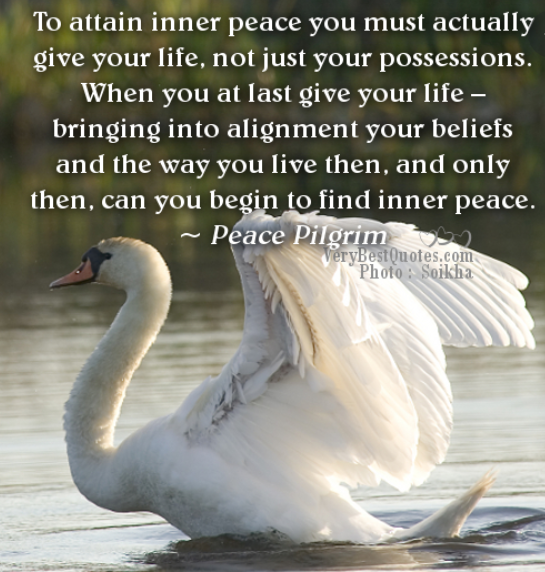 To attain inner peace you must actually
give your life, not just your possessions.
When you at last give your life –
bringing into alignment your beliefs
and the way you live then, and only
then, can you begin to find inner peace.
~ Peace Pilgrim
VeryBestQuotes.com
Photo : Soikha